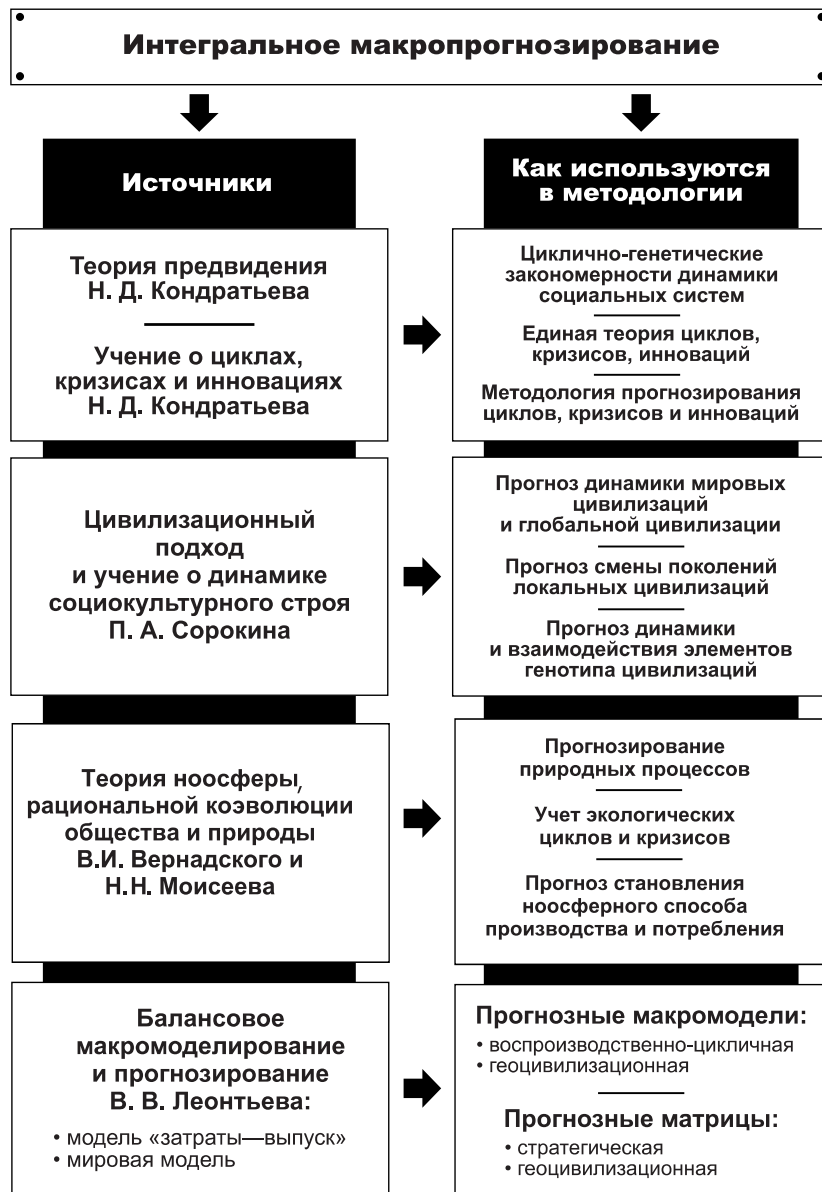 Интегральное макропрогнозирование
Источники
Как используются
в методологии
Теория предвидения
Н. Д. Кондратьева
Учение о циклах,
кризисах и инновациях
Н. Д. Кондратьева
Циклично-генетические
закономерности динамики
социальных систем
Единая теория циклов,
кризисов, инноваций
Методология прогнозирования
циклов, кризисов и инноваций
Цивилизационный
подход
и учение о динамике
социокультурного строя
П. А. Сорокина
Прогноз динамики мировых
цивилизаций
и глобальной цивилизации
Прогноз смены поколений
локальных цивилизаций
Прогноз динамики
и взаимодействия элементов
генотипа цивилизаций
Теория ноосферы,
рациональной коэволюции
общества и природы
В.И. Вернадского и
Н.Н. Моисеева
Прогнозирование
природных процессов
Учет экологических
циклов и кризисов
Прогноз становления
ноосферного способа
производства и потребления
Балансовое
макромоделирование
и прогнозирование
В. В. Леонтьева:
• модель «затраты—выпуск»
• мировая модель
Прогнозные макромодели:
• воспроизводственно-цикличная
• геоцивилизационная
Прогнозные матрицы:
• стратегическая
• геоцивилизационная